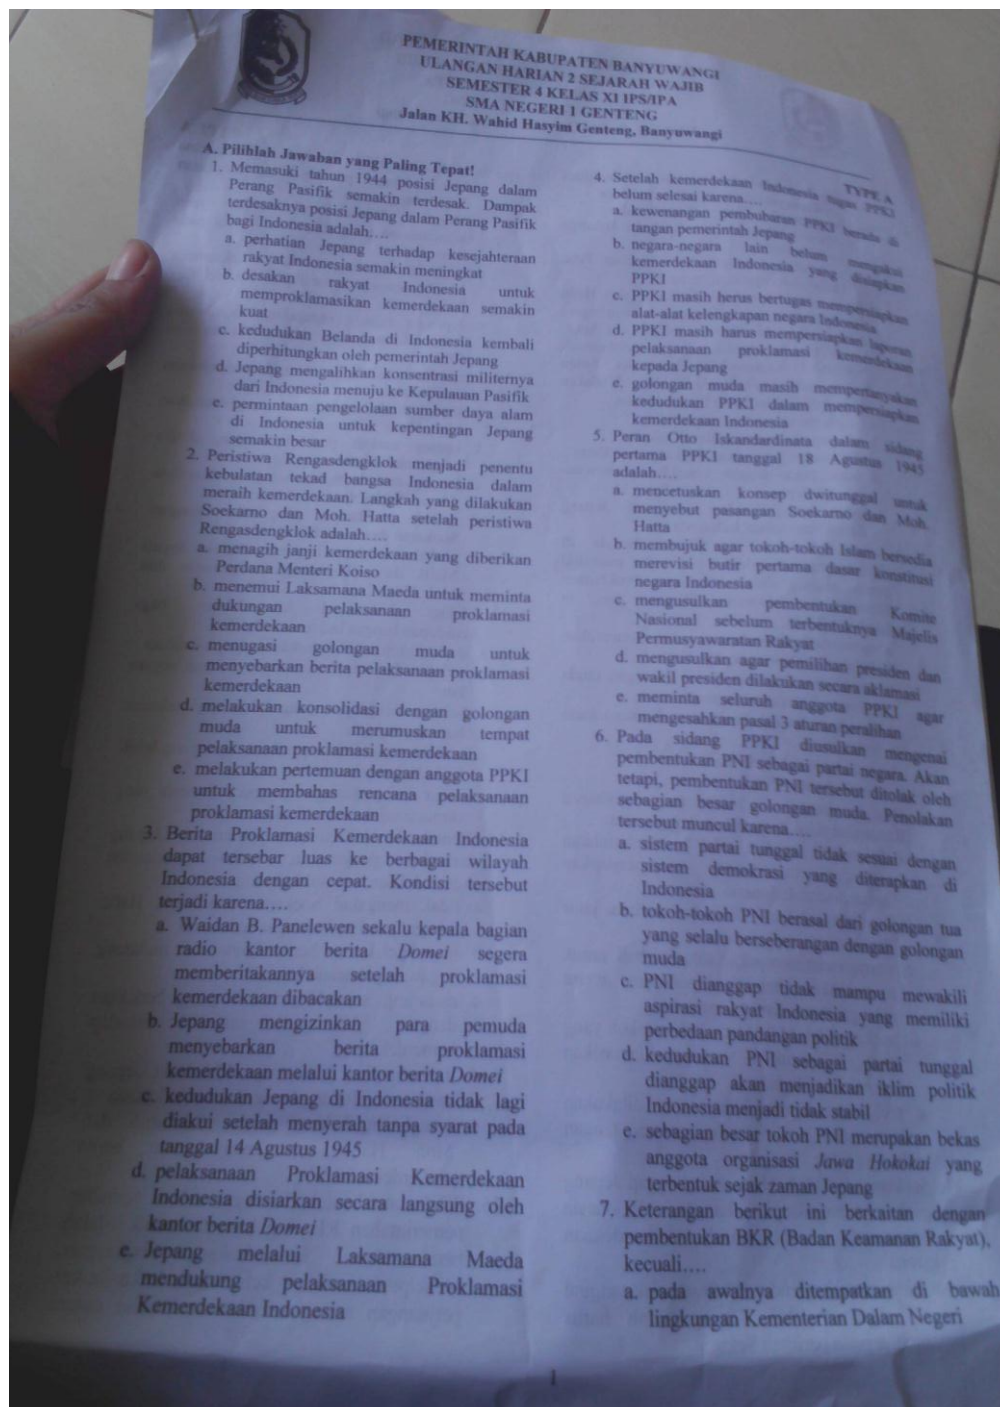 PEMERINTAH KABUPATEN BANYUWANGI
ULANGAN HARIAN 2 SEJARAH WAJIB
SEMESTER 4 KELAS XI IPS/IPA
SMA NEGERI 1 GENTENG
Jalan KH. Wahid Hasyim Genteng, Banyuwangi
TYPE A
A. Pilihlah Jawaban yang Paling Tepat!
1. Memasuki tahun 1944 posisi Jepang dalam
Perang Pasifik semakin terdesak. Dampak
terdesaknya posisi Jepang dalam Perang Pasifik
bagi Indonesia adalah....
a. perhatian Jepang terhadap kesejahteraan
rakyat Indonesia semakin meningkat
b. desakan rakyat Indonesia untuk
memproklamasikan kemerdekaan semakin
kuat
c. kedudukan Belanda di Indonesia kembali
diperhitungkan oleh pemerintah Jepang
d. Jepang mengalihkan konsentrasi militernya
dari Indonesia menuju ke Kepulauan Pasifik
e. permintaan pengelolaan sumber daya alam
di Indonesia untuk kepentingan Jepang
semakin besar
2. Peristiwa Rengasdengklok menjadi penentu
kebulatan tekad bangsa Indonesia dalam
meraih kemerdekaan. Langkah yang dilakukan
Soekarno dan Moh. Hatta setelah peristiwa
Rengasdengklok adalah....
a. menagih janji kemerdekaan yang diberikan
Perdana Menteri Koiso
b. menemui Laksamana Maeda untuk meminta
dukungan pelaksanaan proklamasi
kemerdekaan
c. menugasi golongan muda untuk
menyebarkan berita pelaksanaan proklamasi
kemerdekaan
d. melakukan konsolidasi dengan golongan
muda untuk merumuskan tempat
pelaksanaan proklamasi kemerdekaan
e. melakukan pertemuan dengan anggota PPKI
untuk membahas rencana pelaksanaan
proklamasi kemerdekaan
3. Berita Proklamasi Kemerdekaan Indonesia
dapat tersebar luas ke berbagai wilayah
Indonesia dengan cepat. Kondisi tersebut
terjadi karena....
a. Waidan B. Panelewen sekalu kepala bagian
radio kantor berita Domei segera
memberitakannya setelah proklamasi
kemerdekaan dibacakan
b. Jepang mengizinkan para pemuda
menyebarkan berita proklamasi
kemerdekaan melalui kantor berita Domei
c. kedudukan Jepang di Indonesia tidak lagi
diakui setelah menyerah tanpa syarat pada
tanggal 14 Agustus 1945
d. pelaksanaan Proklamasi Kemerdekaan
Indonesia disiarkan secara langsung oleh
kantor berita Domei
e. Jepang melalui Laksamana Maeda
mendukung pelaksanaan Proklamasi
Kemerdekaan Indonesia
4. Setelah kemerdekaan Indonesia tugas PPKI
belum selesai karena....
a. kewenangan pembubaran PPKI berada di
tangan pemerintah Jepang
b. negara-negara lain belum mengakui
kemerdekaan Indonesia yang disiapkan
PPKI
c. PPKI masih herus bertugas mempersiapkan
alat-alat kelengkapan negara Indonesia
d. PPKI masih harus mempersiapkan laporan
pelaksanaan proklamasi kemerdekaan
kepada Jepang
e. golongan muda masih mempertanyakan
kedudukan PPKI dalam mempersiapkan
kemerdekaan Indonesia
5. Peran Otto Iskandardinata dalam sidang
pertama PPKI tanggal 18 Agustus 1945
adalah....
a. mencetuskan konsep dwitunggal untuk
menyebut pasangan Soekarno dan Moh.
Hatta
b. membujuk agar tokoh-tokoh Islam bersedia
merevisi butir pertama dasar konstitusi
negara Indonesia
c. mengusulkan pembentukan Komite
Nasional sebelum terbentuknya Majelis
Permusyawaratan Rakyat
d. mengusulkan agar pemilihan presiden dan
wakil presiden dilakukan secara aklamasi
e. meminta seluruh anggota PPKI agar
mengesahkan pasal 3 aturan peralihan
6. Pada sidang PPKI diusulkan mengenai
pembentukan PNI sebagai partai negara. Akan
tetapi, pembentukan PNI tersebut ditolak oleh
sebagian besar golongan muda. Penolakan
tersebut muncul karena....
a. sistem partai tunggal tidak sesuai dengan
sistem demokrasi yang diterapkan di
Indonesia
b. tokoh-tokoh PNI berasal dari golongan tua
yang selalu berseberangan dengan golongan
muda
c. PNI dianggap tidak mampu mewakili
aspirasi rakyat Indonesia yang memiliki
perbedaan pandangan politik
d. kedudukan PNI sebagai partai tunggal
dianggap akan menjadikan iklim politik
Indonesia menjadi tidak stabil
e. sebagian besar tokoh PNI merupakan bekas
anggota organisasi Jawa Hokokai yang
terbentuk sejak zaman Jepang
7. Keterangan berikut ini berkaitan dengan
pembentukan BKR (Badan Keamanan Rakyat),
kecuali....
a. pada awalnya ditempatkan di bawah
lingkungan Kementerian Dalam Negeri
1